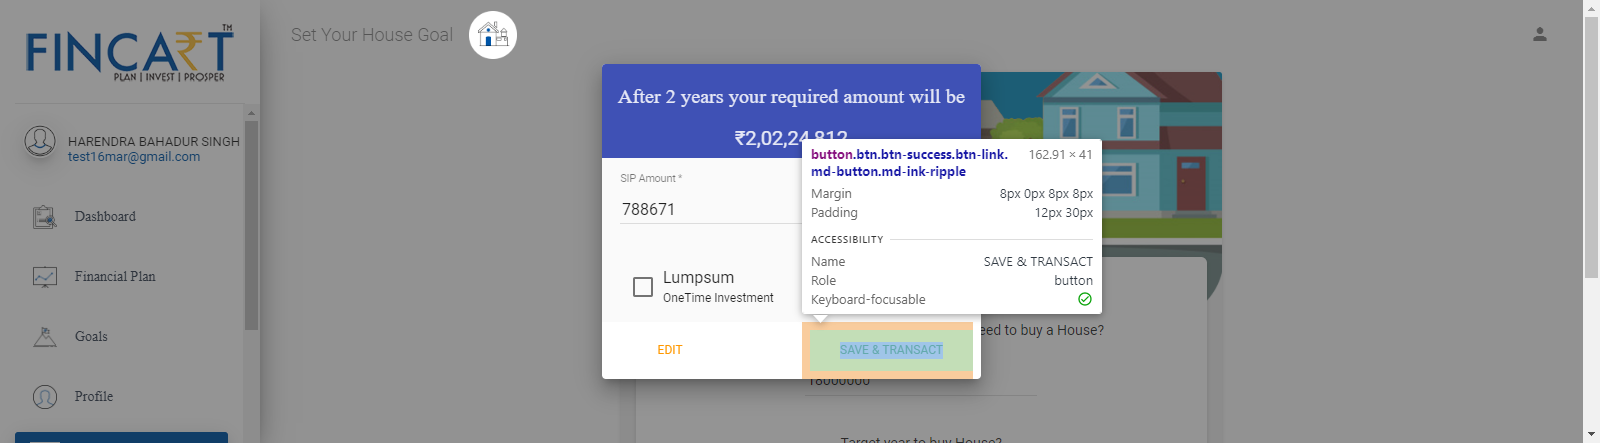 FINCART
TM
PLAN | INVEST | PROSPER
Set Your House Goal
HARENDRA BAHADUR SINGH
test16mar@gmail.com
Dashboard
Financial Plan
Goals
Profile
After 2 years your required amount will be
₹2,02,24,812
SIP Amount *
788671
Lumpsum
OneTime Investment
EDIT
SAVE & TRANSACT
button.btn.btn-success.btn-link.
md-button.md-ink-ripple
162.91 × 41
Margin 8px 0px 8px 8px
Padding 12px 30px
ACCESSIBILITY
Name SAVE & TRANSACT
Role button
Keyboard-focusable
eed to buy a House?
18000000
Target year to buy House?